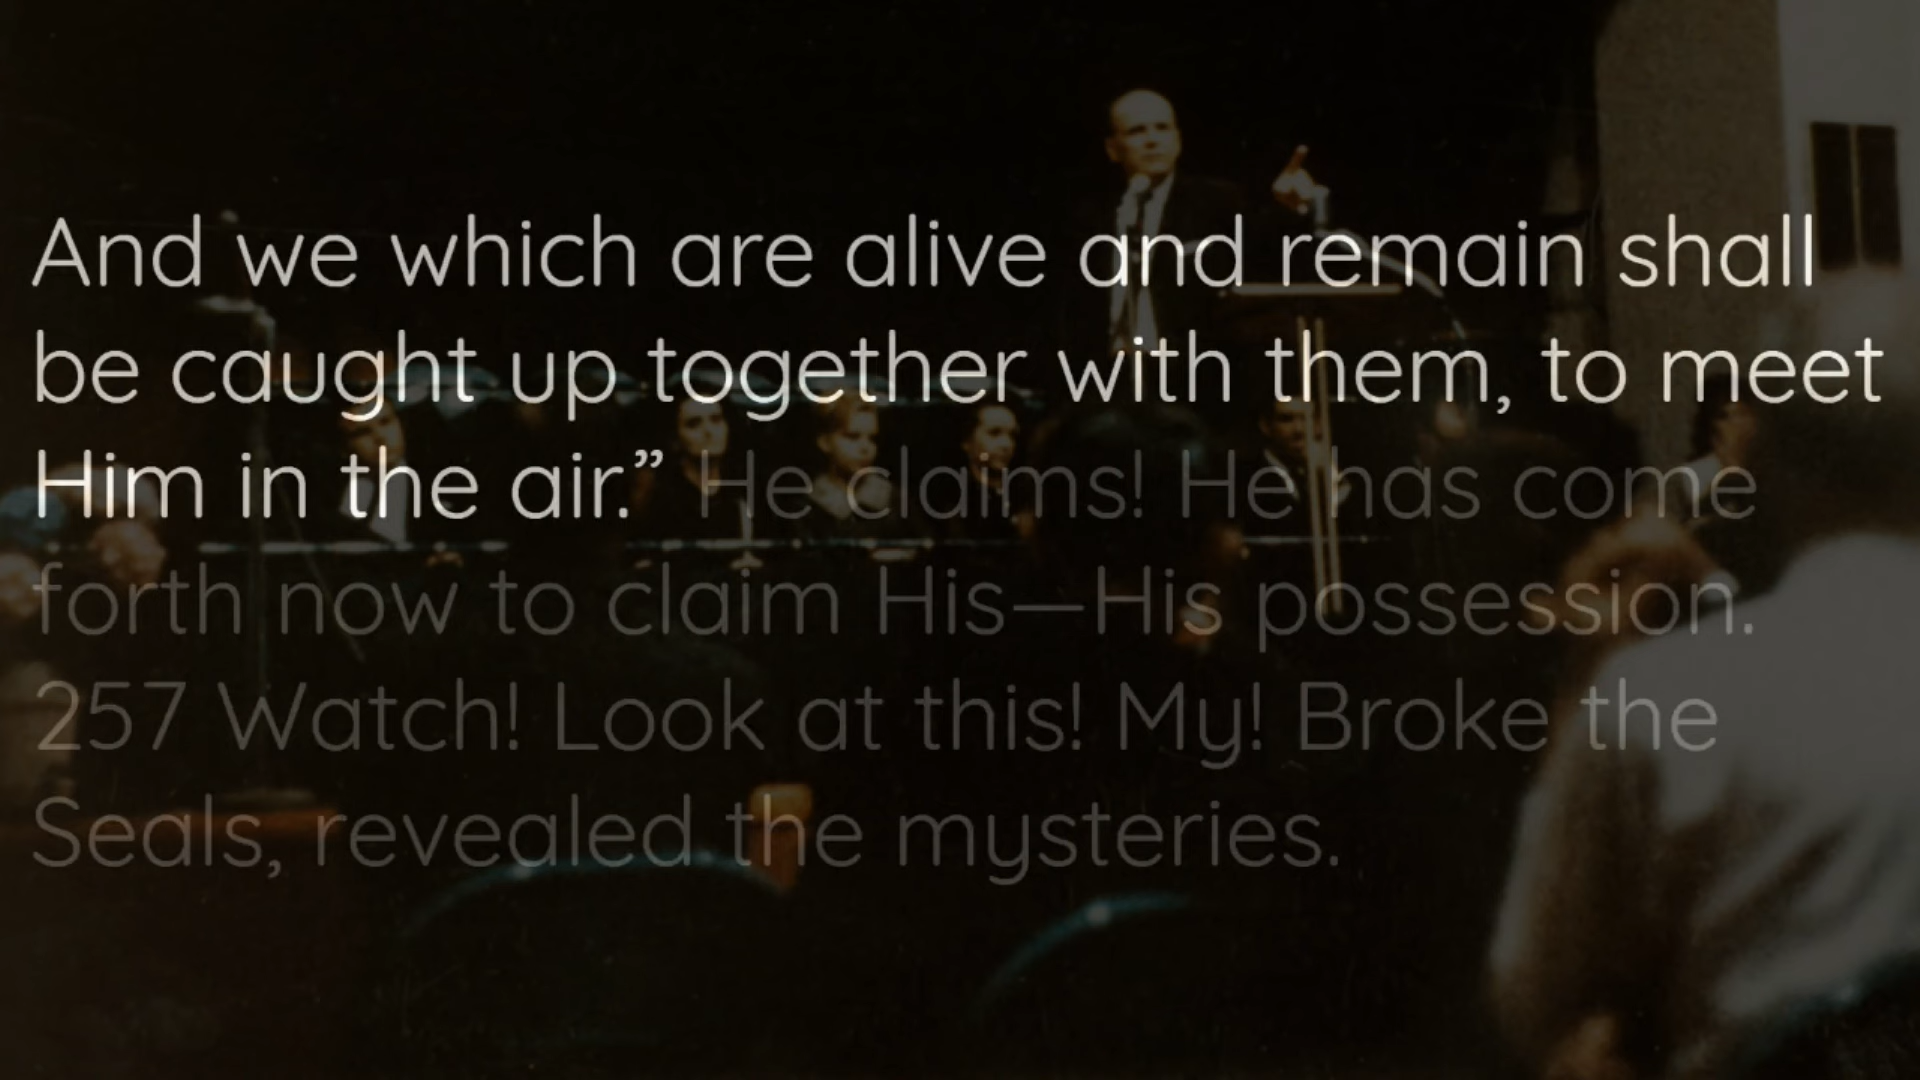 And we which are alive and remain shall
be caught up together with them, to meet
Him in the air.” He claims! He has come
forth now to claim His—His possession.
257 Watch! Look at this! My! Broke the
Seals, revealed the mysteries.